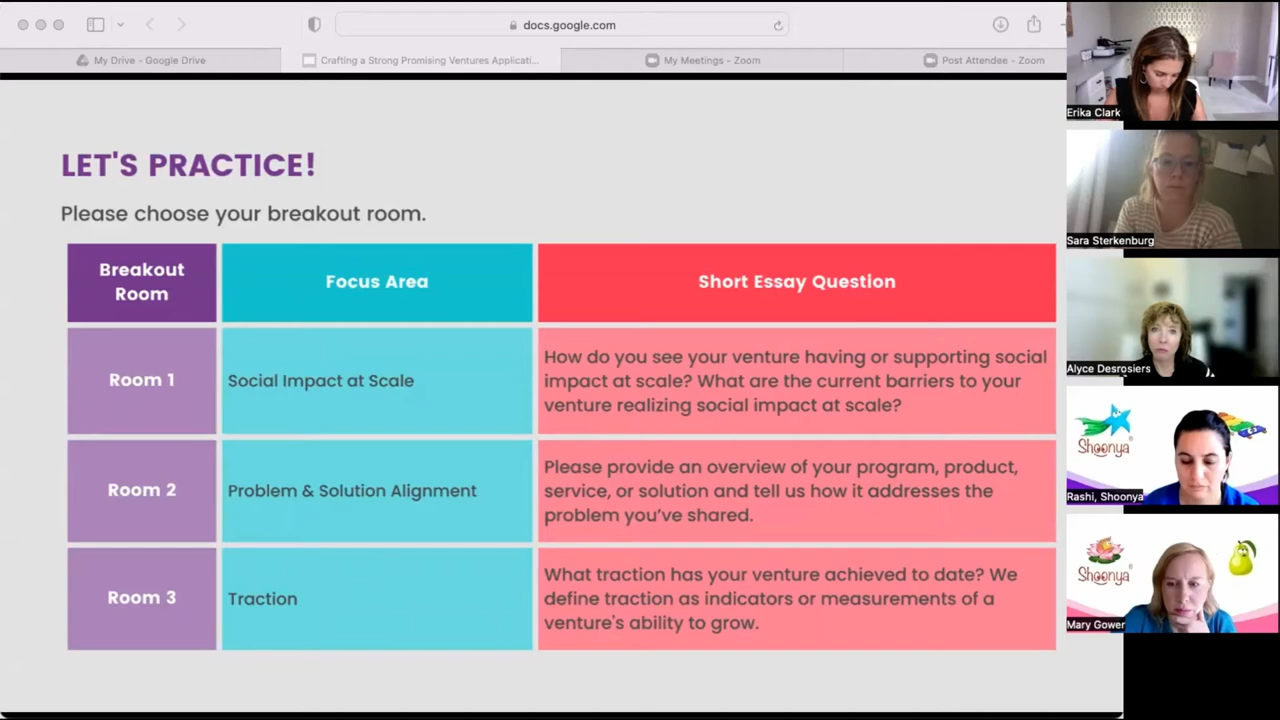 docs.google.com
My Drive - Google Drive
Crafting a Strong Promising Ventures Applicati...
My Meetings - Zoom
Post Attendee - Zoom
LET'S PRACTICE!
Please choose your breakout room.
Breakout
Room
Focus Area
Short Essay Question
Room 1
Social Impact at Scale
How do you see your venture having or supporting social
impact at scale? What are the current barriers to your
venture realizing social impact at scale?
Room 2
Problem & Solution Alignment
Please provide an overview of your program, product,
service, or solution and tell us how it addresses the
problem you've shared.
Room 3
Traction
What traction has your venture achieved to date? We
define traction as indicators or measurements of a
venture's ability to grow.
Erika Clark
Sara Sterkenburg
Alyce Desrosiers
Shoonya®
Rashi, Shoonya
Shoonya®
Mary Gower